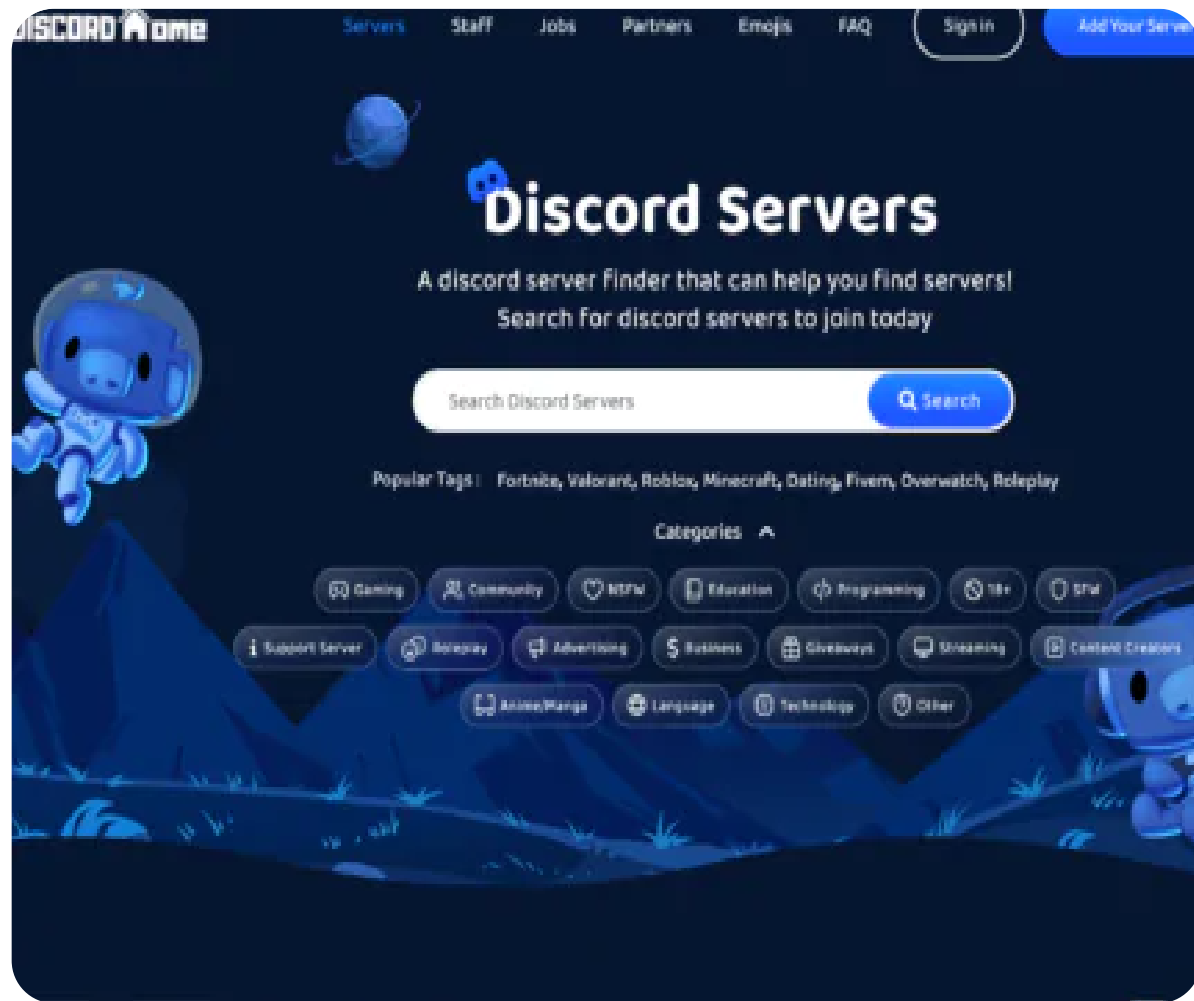 DISCORD Home Servers Staff Jobs Partners Emojis FAQ Sign in Add Your Server
Discord Servers
A discord server finder that can help you find servers!
Search for discord servers to join today
Search Discord Servers Search
Popular Tags: Fortnite, Valorant, Roblox, Minecraft, Dating, Fivem, Overwatch, Roleplay
Categories
Gaming Community NSFW Education Programming 18+ SFW
Support Server Roleplay Advertising Business Giveaways Streaming Content Creators
Anime/Manga Language Technology Other